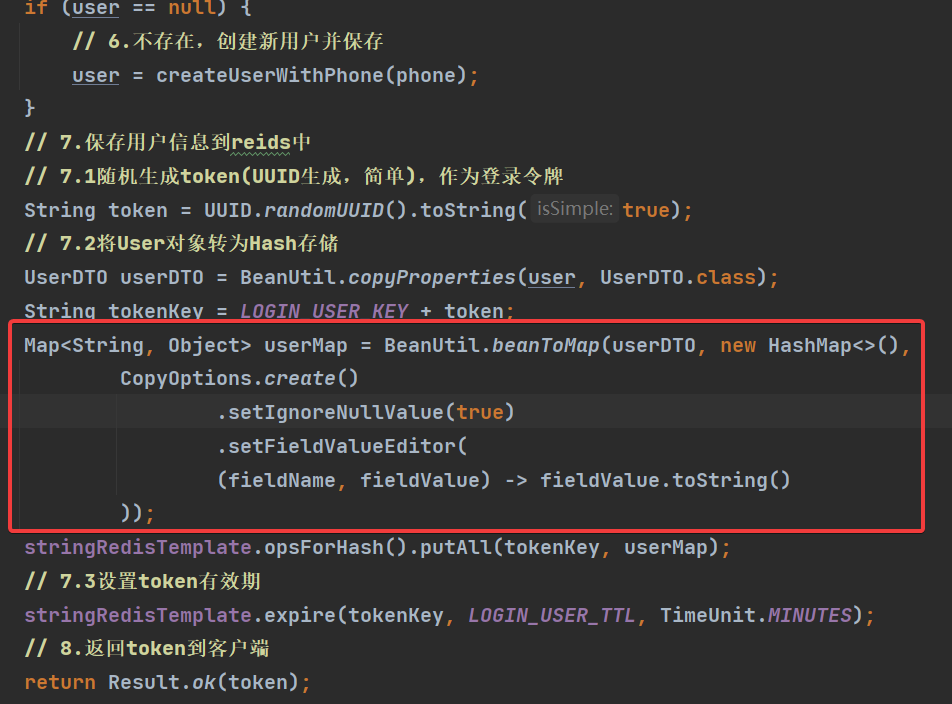 if (user == null) {
// 6.不存在，创建新用户并保存
user = createUserWithPhone(phone);
}
// 7.保存用户信息到reids中
// 7.1随机生成token(UUID生成，简单)，作为登录令牌
String token = UUID.randomUUID().toString( isSimple: true);
// 7.2将User对象转为Hash存储
UserDTO userDTO = BeanUtil.copyProperties(user, UserDTO.class);
String tokenKey = LOGIN_USER_KEY + token;
Map<String, Object> userMap = BeanUtil.beanToMap(userDTO, new HashMap<>(),
CopyOptions.create()
.setIgnoreNullValue(true)
.setFieldValueEditor(
(fieldName, fieldValue) -> fieldValue.toString()
));
stringRedisTemplate.opsForHash().putAll(tokenKey, userMap);
// 7.3设置token有效期
stringRedisTemplate.expire(tokenKey, LOGIN_USER_TTL, TimeUnit.MINUTES);
// 8.返回token到客户端
return Result.ok(token);